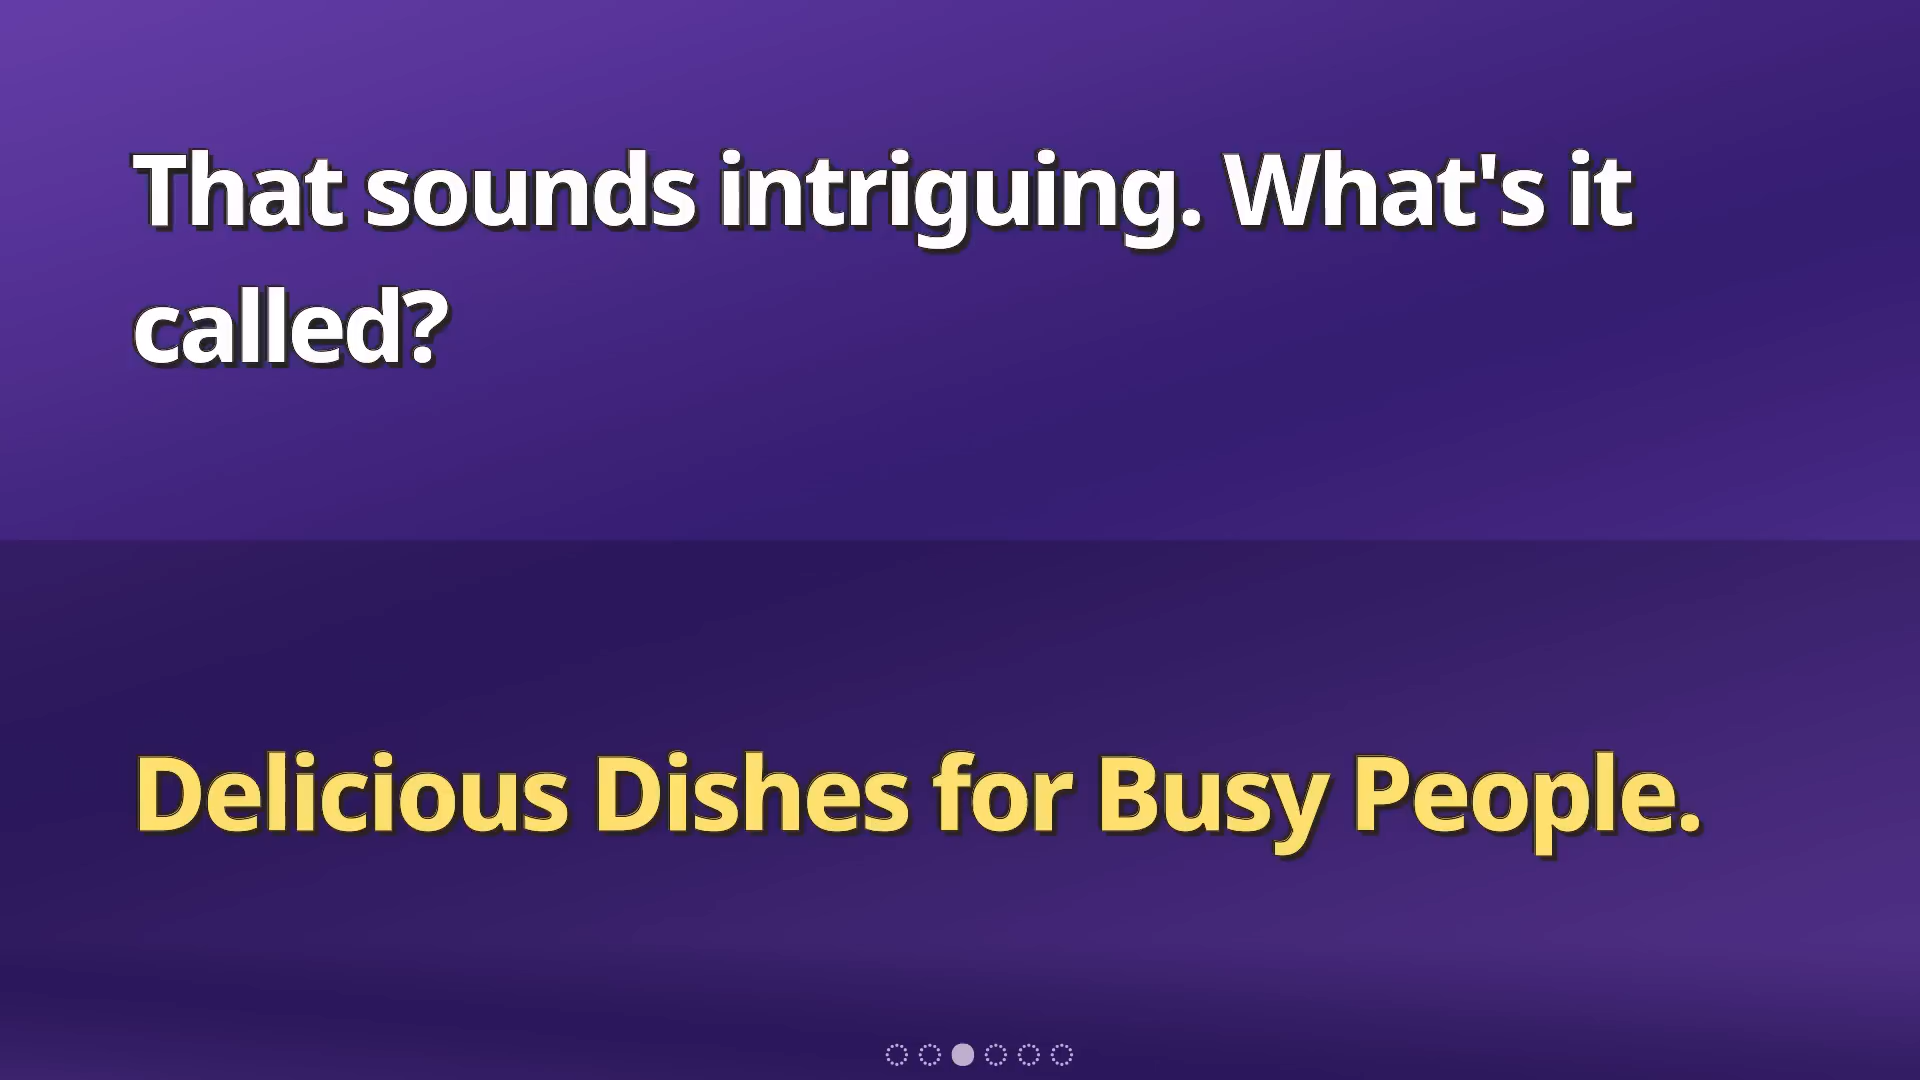 That sounds intriguing. What's it
called?
Delicious Dishes for Busy People.